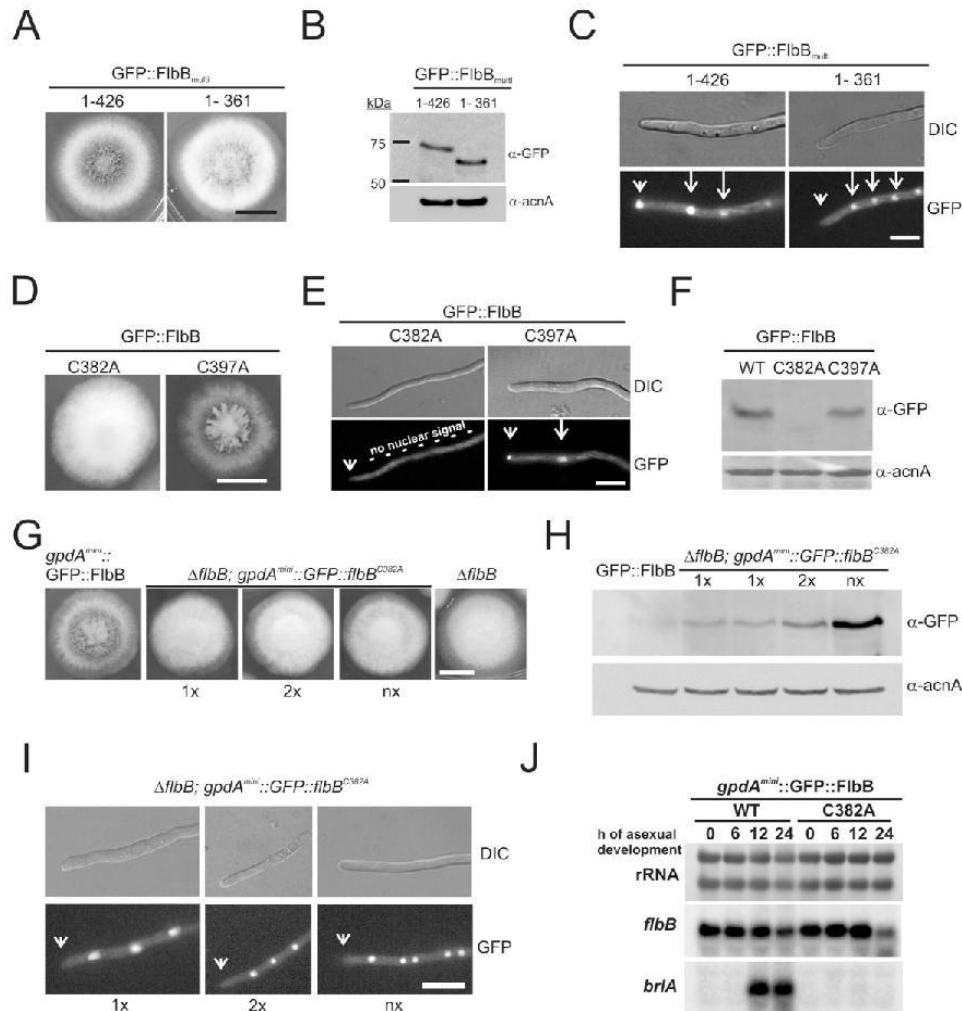 A
GFP::FlbBmulti
1-426 1- 361
B
GFP::FlbBmulti
kDa 1-426 1- 361
75
50
α-GFP
α-acnA
C
GFP::FlbBmulti
1-426 1- 361
DIC
GFP
D
GFP::FlbB
C382A C397A
E
GFP::FlbB
C382A C397A
DIC
no nuclear signal
GFP
F
GFP::FlbB
WT C382A C397A
α-GFP
α-acnA
G
gpdAmini::
GFP::FlbB
ΔflbB; gpdAmini::GFP::flbBC382A
ΔflbB
1x 2x nx
H
GFP::FlbB
ΔflbB; gpdAmini::GFP::flbBC382A
1x 1x 2x nx
α-GFP
α-acnA
I
ΔflbB; gpdAmini::GFP::flbBC382A
DIC
GFP
1x 2x nx
J
gpdAmini::GFP::FlbB
WT C382A
h of asexual
development
0 6 12 24 0 6 12 24
rRNA
flbB
brlA